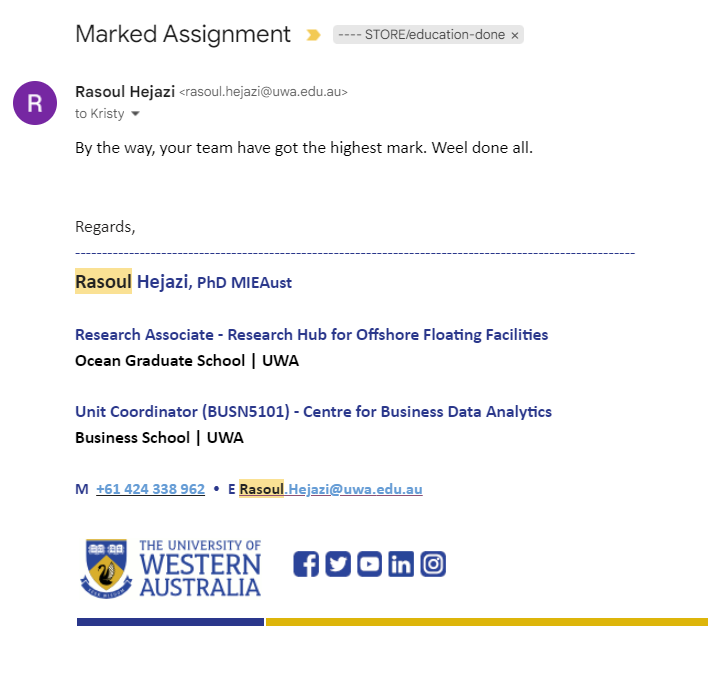 Marked Assignment
---- STORE/education-done ×
R
Rasoul Hejazi <rasoul.hejazi@uwa.edu.au>
to Kristy
By the way, your team have got the highest mark. Weel done all.
Regards,
--------------------------------------------------------------------------------------------------------
Rasoul Hejazi, PhD MIEAust
Research Associate - Research Hub for Offshore Floating Facilities
Ocean Graduate School | UWA
Unit Coordinator (BUSN5101) - Centre for Business Data Analytics
Business School | UWA
M +61 424 338 962 • E Rasoul.Hejazi@uwa.edu.au
THE UNIVERSITY OF
WESTERN
AUSTRALIA